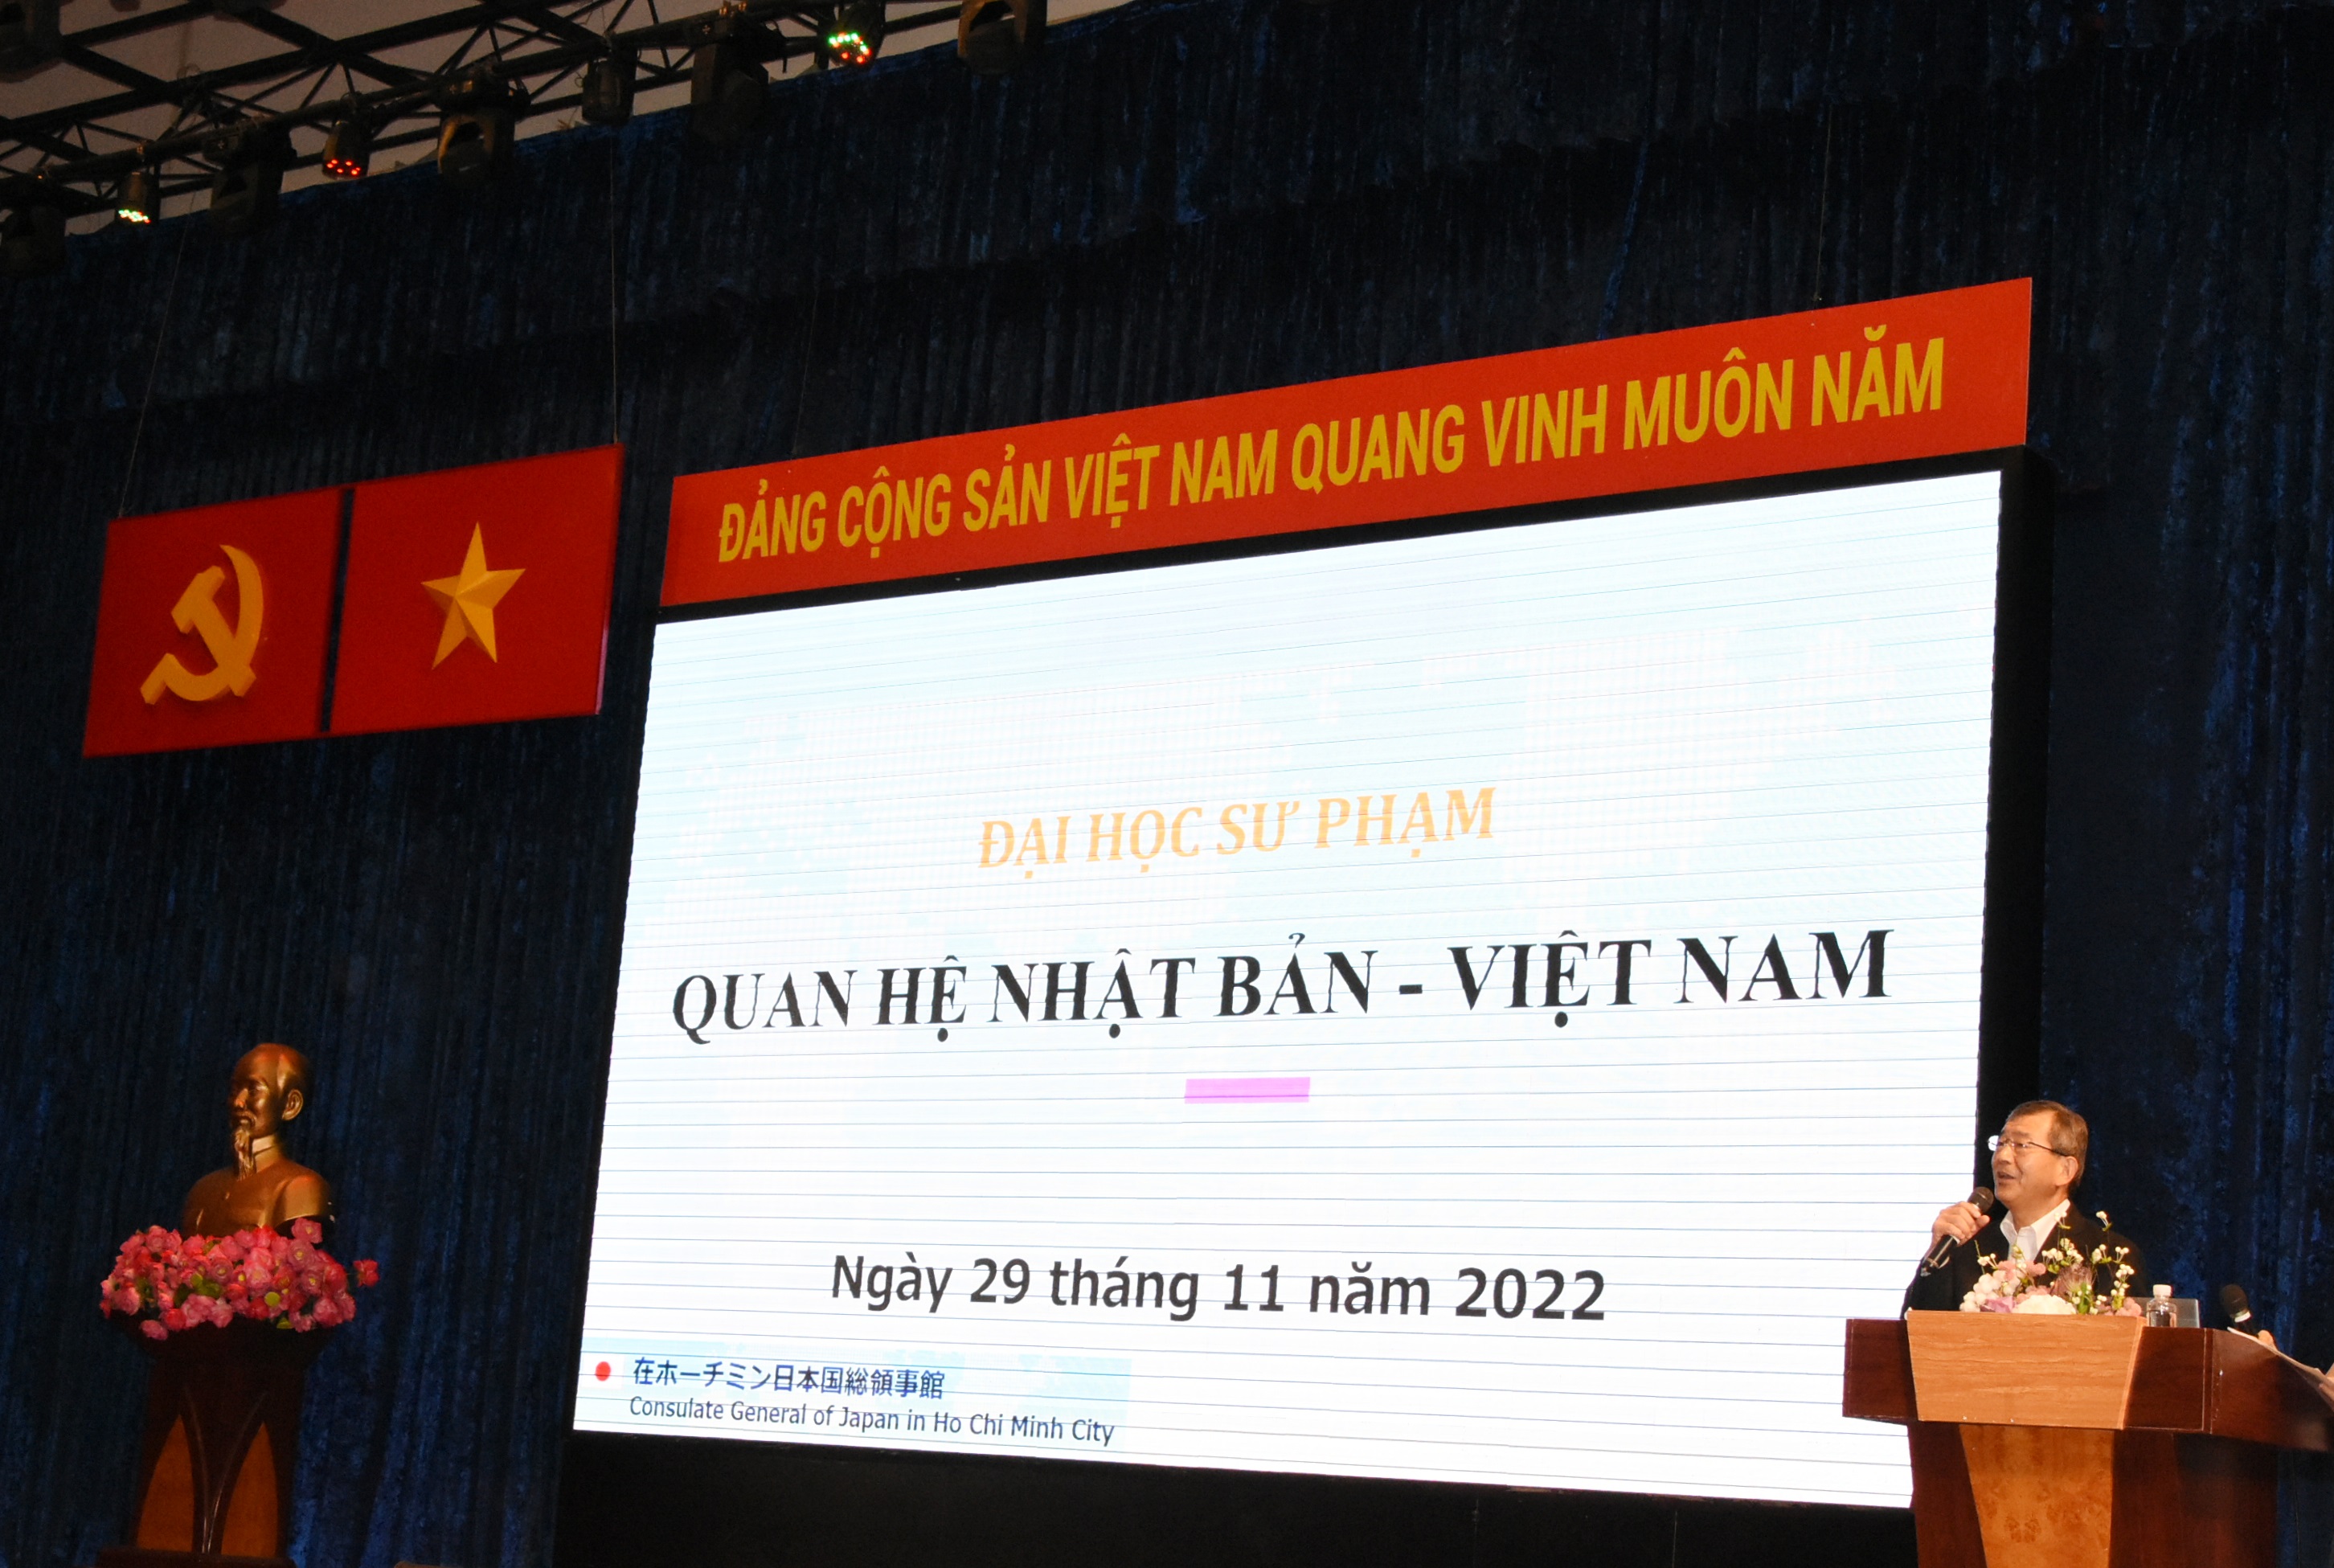 ĐẢNG CỘNG SẢN VIỆT NAM QUANG VINH MUÔN NĂM
ĐẠI HỌC SƯ PHẠM
QUAN HỆ NHẬT BẢN - VIỆT NAM
Ngày 29 tháng 11 năm 2022
在ホーチミン日本国総領事館
Consulate General of Japan in Ho Chi Minh City